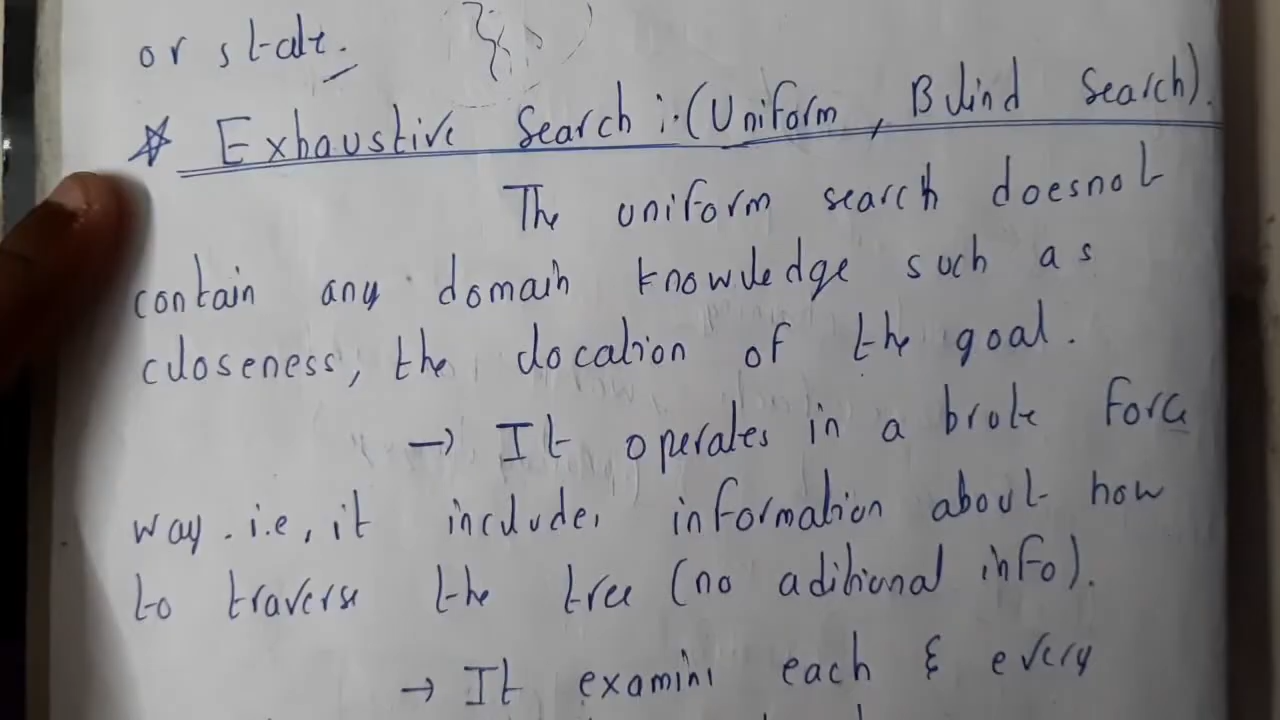 or state.
Exhaustive Search :- (Uniform, Blind Search).
The uniform search doesnot
contain any domain knowledge such as
closeness, the location of the goal.
→ It operates in a brute force
way. i.e, it includes information about how
to traverse the tree (no aditional info).
→ It examins each & every